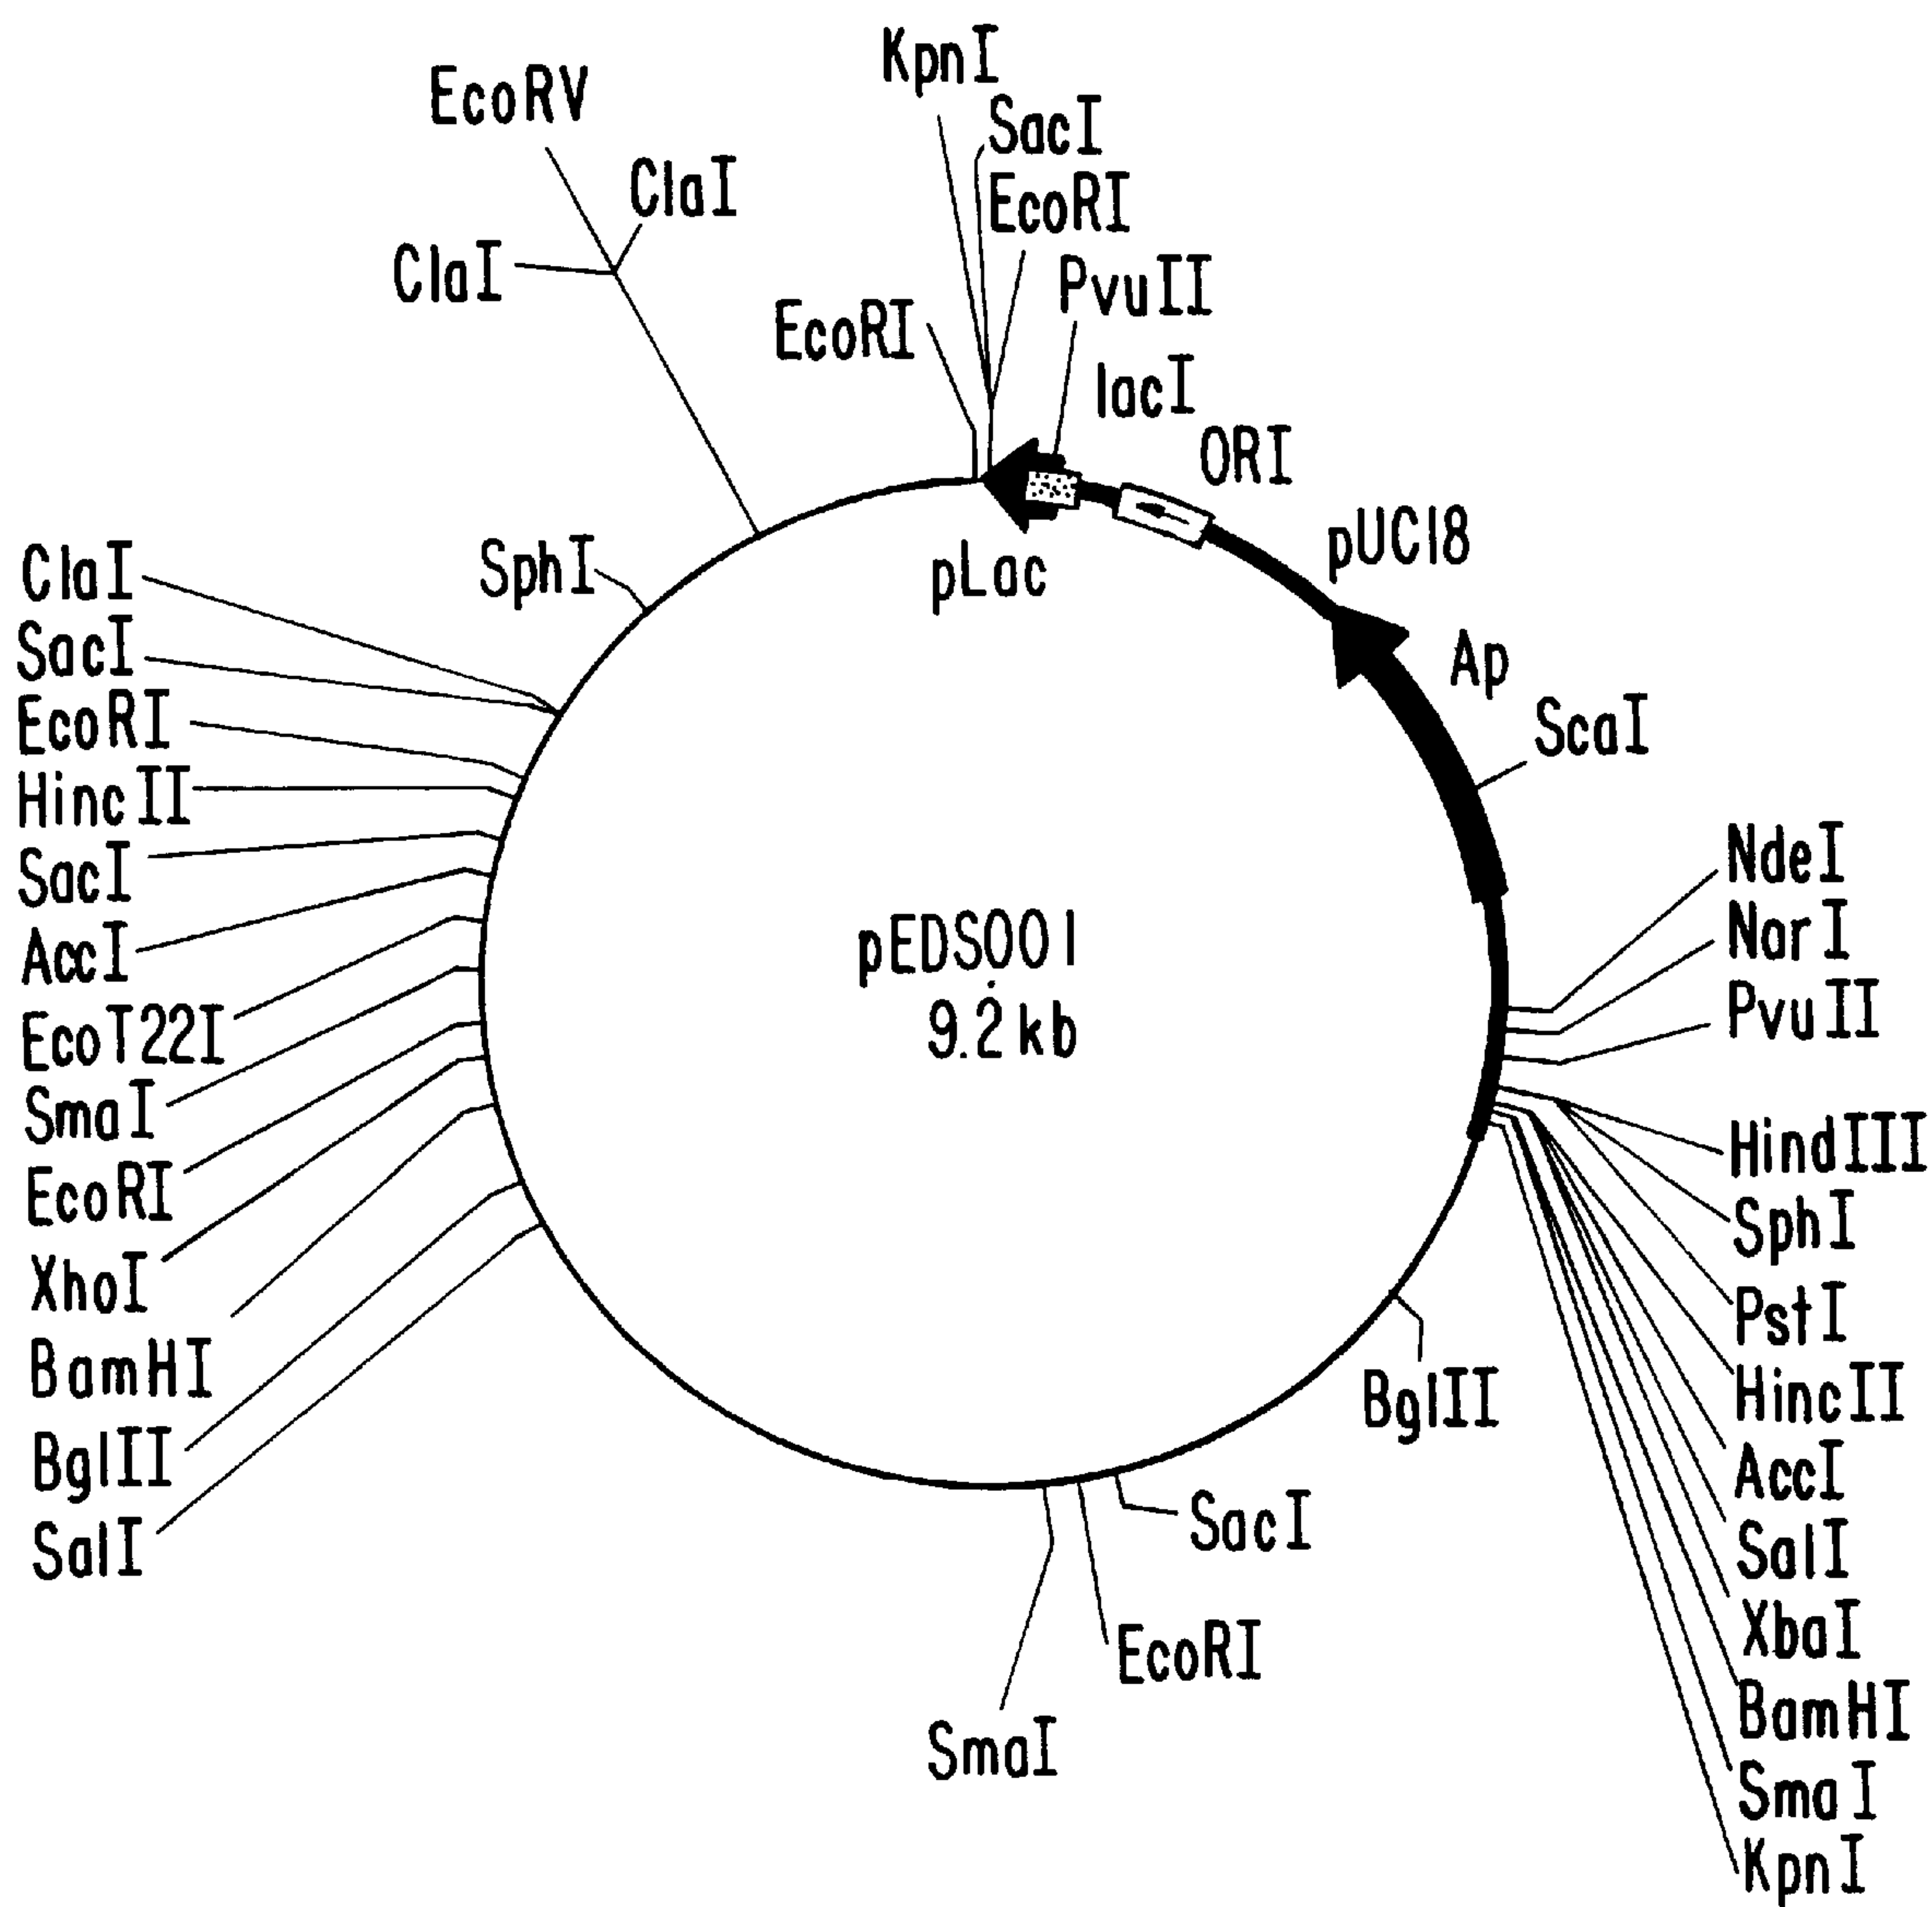 KpnI
EcoRV
SacI
ClaI
EcoRI
ClaI
PvuII
EcoRI
lacI
ORI
pUC18
SphI
pLac
ClaI
SacI
EcoRI
HincII
SacI
AccI
EcoT22I
SmaI
EcoRI
XhoI
BamHI
BglII
SalI
Ap
ScaI
pEDS001
9.2kb
NdeI
NarI
PvuII
HindIII
SphI
PstI
HincII
AccI
SalI
XbaI
BamHI
SmaI
KpnI
BglII
SacI
EcoRI
SmaI